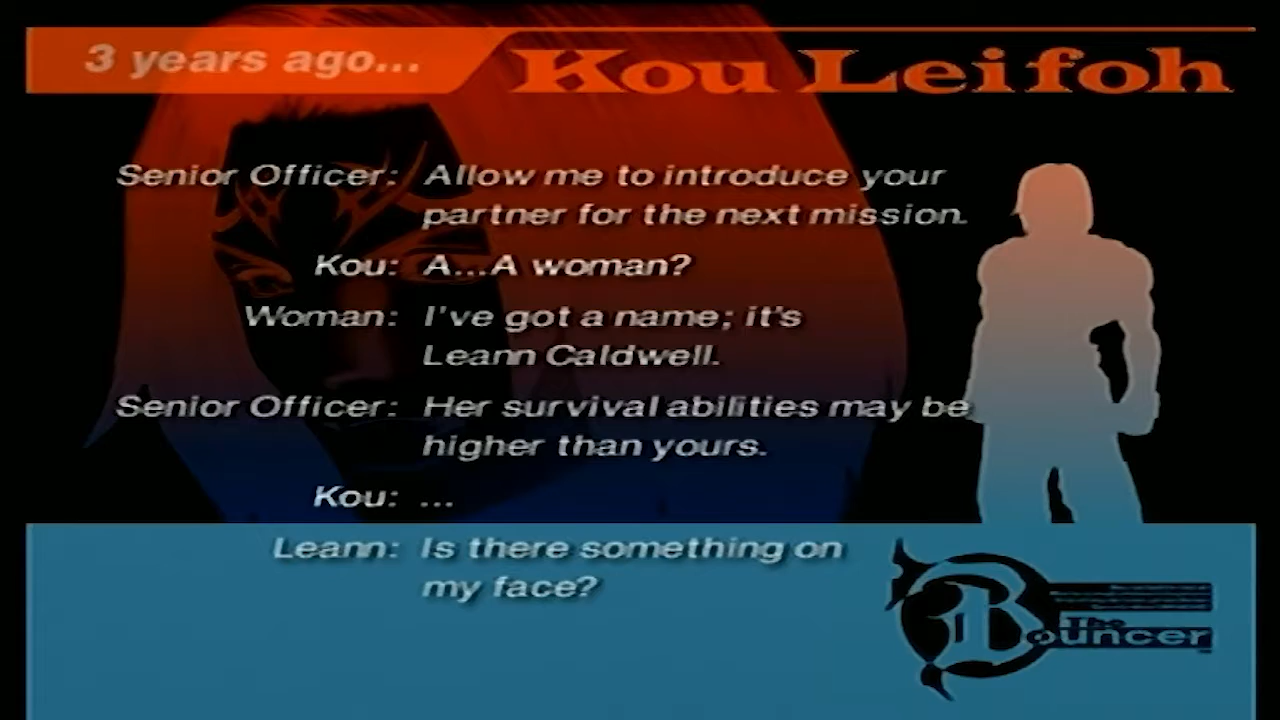 3 years ago...
Kou Leifoh
Senior Officer: Allow me to introduce your
partner for the next mission.
Kou: A...A woman?
Woman: I've got a name; it's
Leann Caldwell.
Senior Officer: Her survival abilities may be
higher than yours.
Kou: ...
Leann: Is there something on
my face?
The
Bouncer